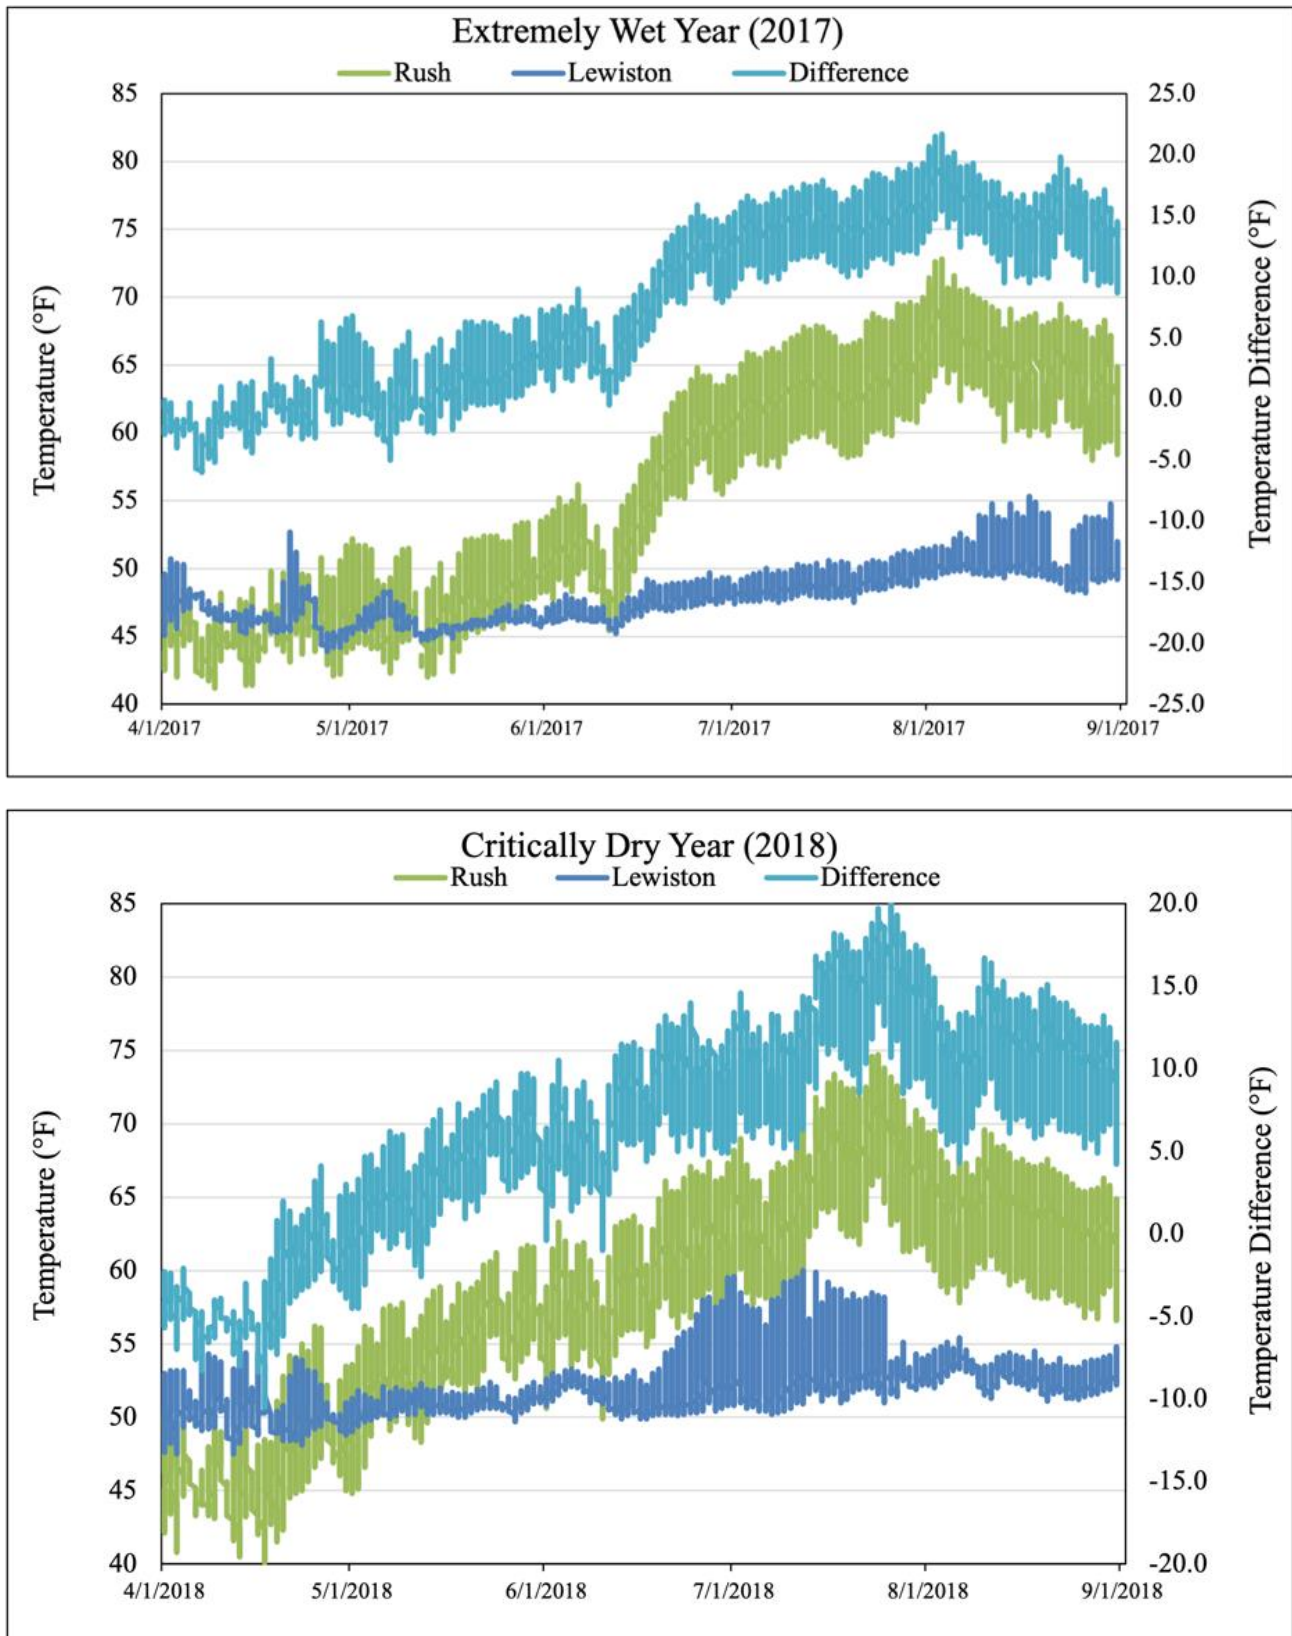 Extremely Wet Year (2017)
Rush Lewiston Difference
85 25.0
80 20.0
75 15.0
70 10.0
65 5.0
60 0.0
55 -5.0
50 -10.0
45 -15.0
40 -20.0
-25.0
Temperature (°F)
Temperature Difference (°F)
4/1/2017 5/1/2017 6/1/2017 7/1/2017 8/1/2017 9/1/2017
Critically Dry Year (2018)
Rush Lewiston Difference
85 20.0
80 15.0
75 10.0
70 5.0
65 0.0
60 -5.0
55 -10.0
50 -15.0
45 -20.0
40
Temperature (°F)
Temperature Difference (°F)
4/1/2018 5/1/2018 6/1/2018 7/1/2018 8/1/2018 9/1/2018